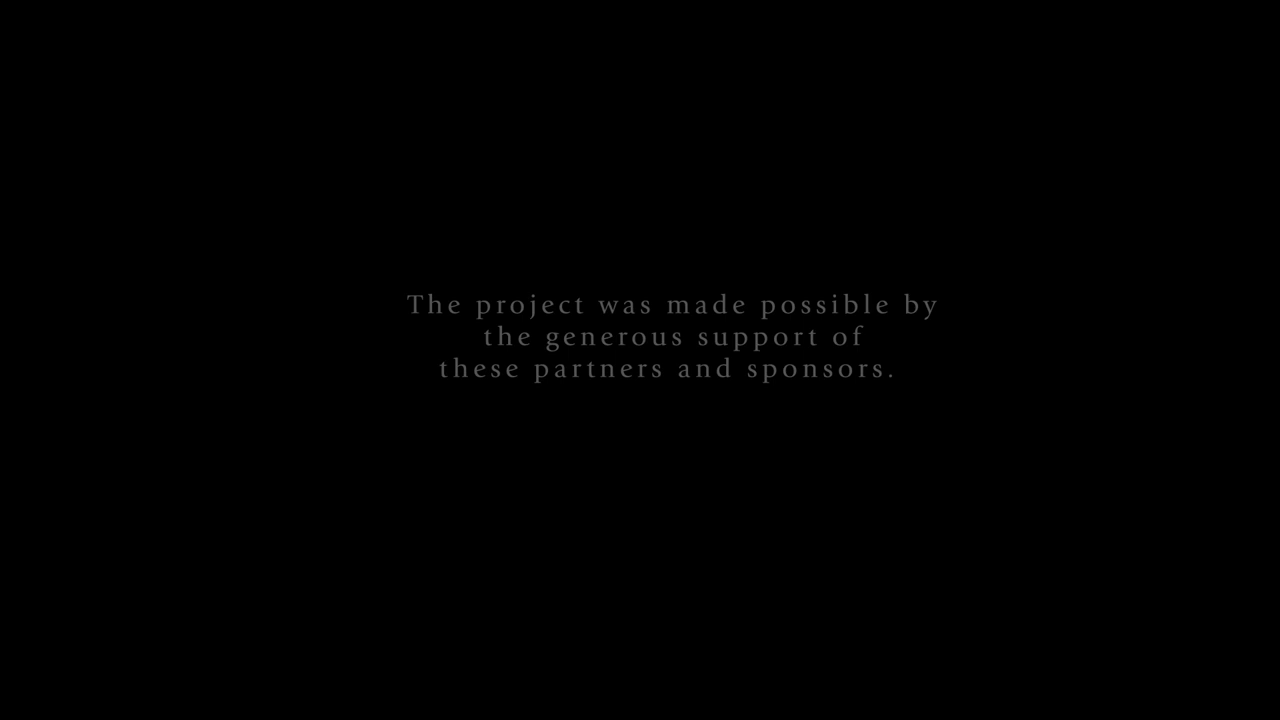 The project was made possible by
the generous support of
these partners and sponsors.